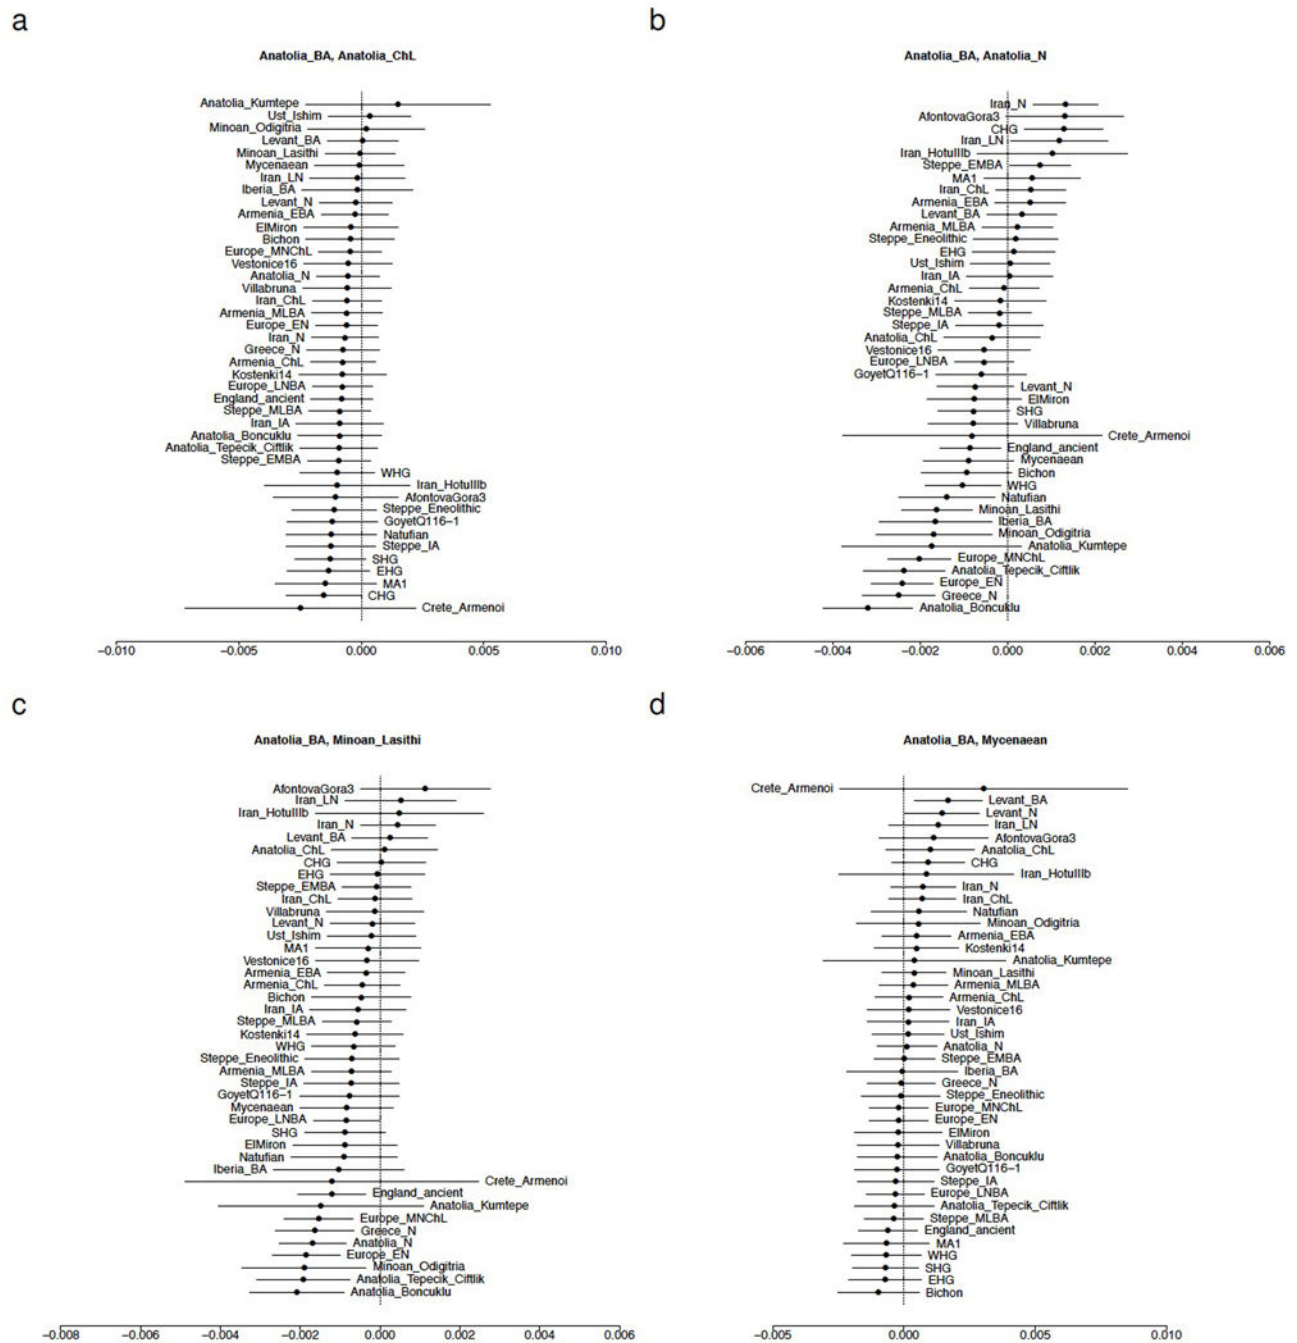 a
Anatolia_BA, Anatolia_ChL
Anatolia_Kumtepe
Ust_Ishim
Minoan_Odigitria
Levant_BA
Minoan_Lasithi
Mycenaean
Iran_LN
Iberia_BA
Levant_N
Armenia_EBA
ElMiron
Bichon
Europe_MNChL
Vestonice16
Anatolia_N
Villabruna
Iran_ChL
Armenia_MLBA
Europe_EN
Iran_N
Greece_N
Armenia_ChL
Kostenki14
Europe_LNBA
England_ancient
Steppe_MLBA
Iran_IA
Anatolia_Boncuklu
Anatolia_Tepecik_Ciftlik
Steppe_EMBA
WHG
Iran_HotuIIIb
AfontovaGora3
Steppe_Eneolithic
GoyetQ116−1
Natufian
Steppe_IA
SHG
EHG
MA1
CHG
Crete_Armenoi
−0.010 −0.005 0.000 0.005 0.010
b
Anatolia_BA, Anatolia_N
Iran_N
AfontovaGora3
CHG
Iran_LN
Iran_HotuIIIb
Steppe_EMBA
MA1
Iran_ChL
Armenia_EBA
Levant_BA
Armenia_MLBA
Steppe_Eneolithic
EHG
Ust_Ishim
Iran_IA
Armenia_ChL
Kostenki14
Steppe_MLBA
Steppe_IA
Anatolia_ChL
Vestonice16
Europe_LNBA
GoyetQ116−1
Levant_N
ElMiron
SHG
Villabruna
Crete_Armenoi
England_ancient
Mycenaean
Bichon
WHG
Natufian
Minoan_Lasithi
Iberia_BA
Minoan_Odigitria
Anatolia_Kumtepe
Europe_MNChL
Anatolia_Tepecik_Ciftlik
Europe_EN
Greece_N
Anatolia_Boncuklu
−0.006 −0.004 −0.002 0.000 0.002 0.004 0.006
c
Anatolia_BA, Minoan_Lasithi
AfontovaGora3
Iran_LN
Iran_HotuIIIb
Iran_N
Levant_BA
Anatolia_ChL
CHG
EHG
Steppe_EMBA
Iran_ChL
Villabruna
Levant_N
Ust_Ishim
MA1
Vestonice16
Armenia_EBA
Armenia_ChL
Bichon
Iran_IA
Steppe_MLBA
Kostenki14
WHG
Steppe_Eneolithic
Armenia_MLBA
Steppe_IA
GoyetQ116−1
Mycenaean
Europe_LNBA
SHG
ElMiron
Natufian
Iberia_BA
Crete_Armenoi
England_ancient
Anatolia_Kumtepe
Europe_MNChL
Greece_N
Anatolia_N
Europe_EN
Minoan_Odigitria
Anatolia_Tepecik_Ciftlik
Anatolia_Boncuklu
−0.008 −0.006 −0.004 −0.002 0.000 0.002 0.004 0.006
d
Anatolia_BA, Mycenaean
Crete_Armenoi
Levant_BA
Levant_N
Iran_LN
AfontovaGora3
Anatolia_ChL
CHG
Iran_HotuIIIb
Iran_N
Iran_ChL
Natufian
Minoan_Odigitria
Armenia_EBA
Kostenki14
Anatolia_Kumtepe
Minoan_Lasithi
Armenia_MLBA
Armenia_ChL
Vestonice16
Iran_IA
Ust_Ishim
Anatolia_N
Steppe_EMBA
Iberia_BA
Greece_N
Steppe_Eneolithic
Europe_MNChL
Europe_EN
ElMiron
Villabruna
Anatolia_Boncuklu
GoyetQ116−1
Steppe_IA
Europe_LNBA
Anatolia_Tepecik_Ciftlik
Steppe_MLBA
England_ancient
MA1
WHG
SHG
EHG
Bichon
−0.005 0.000 0.005 0.010